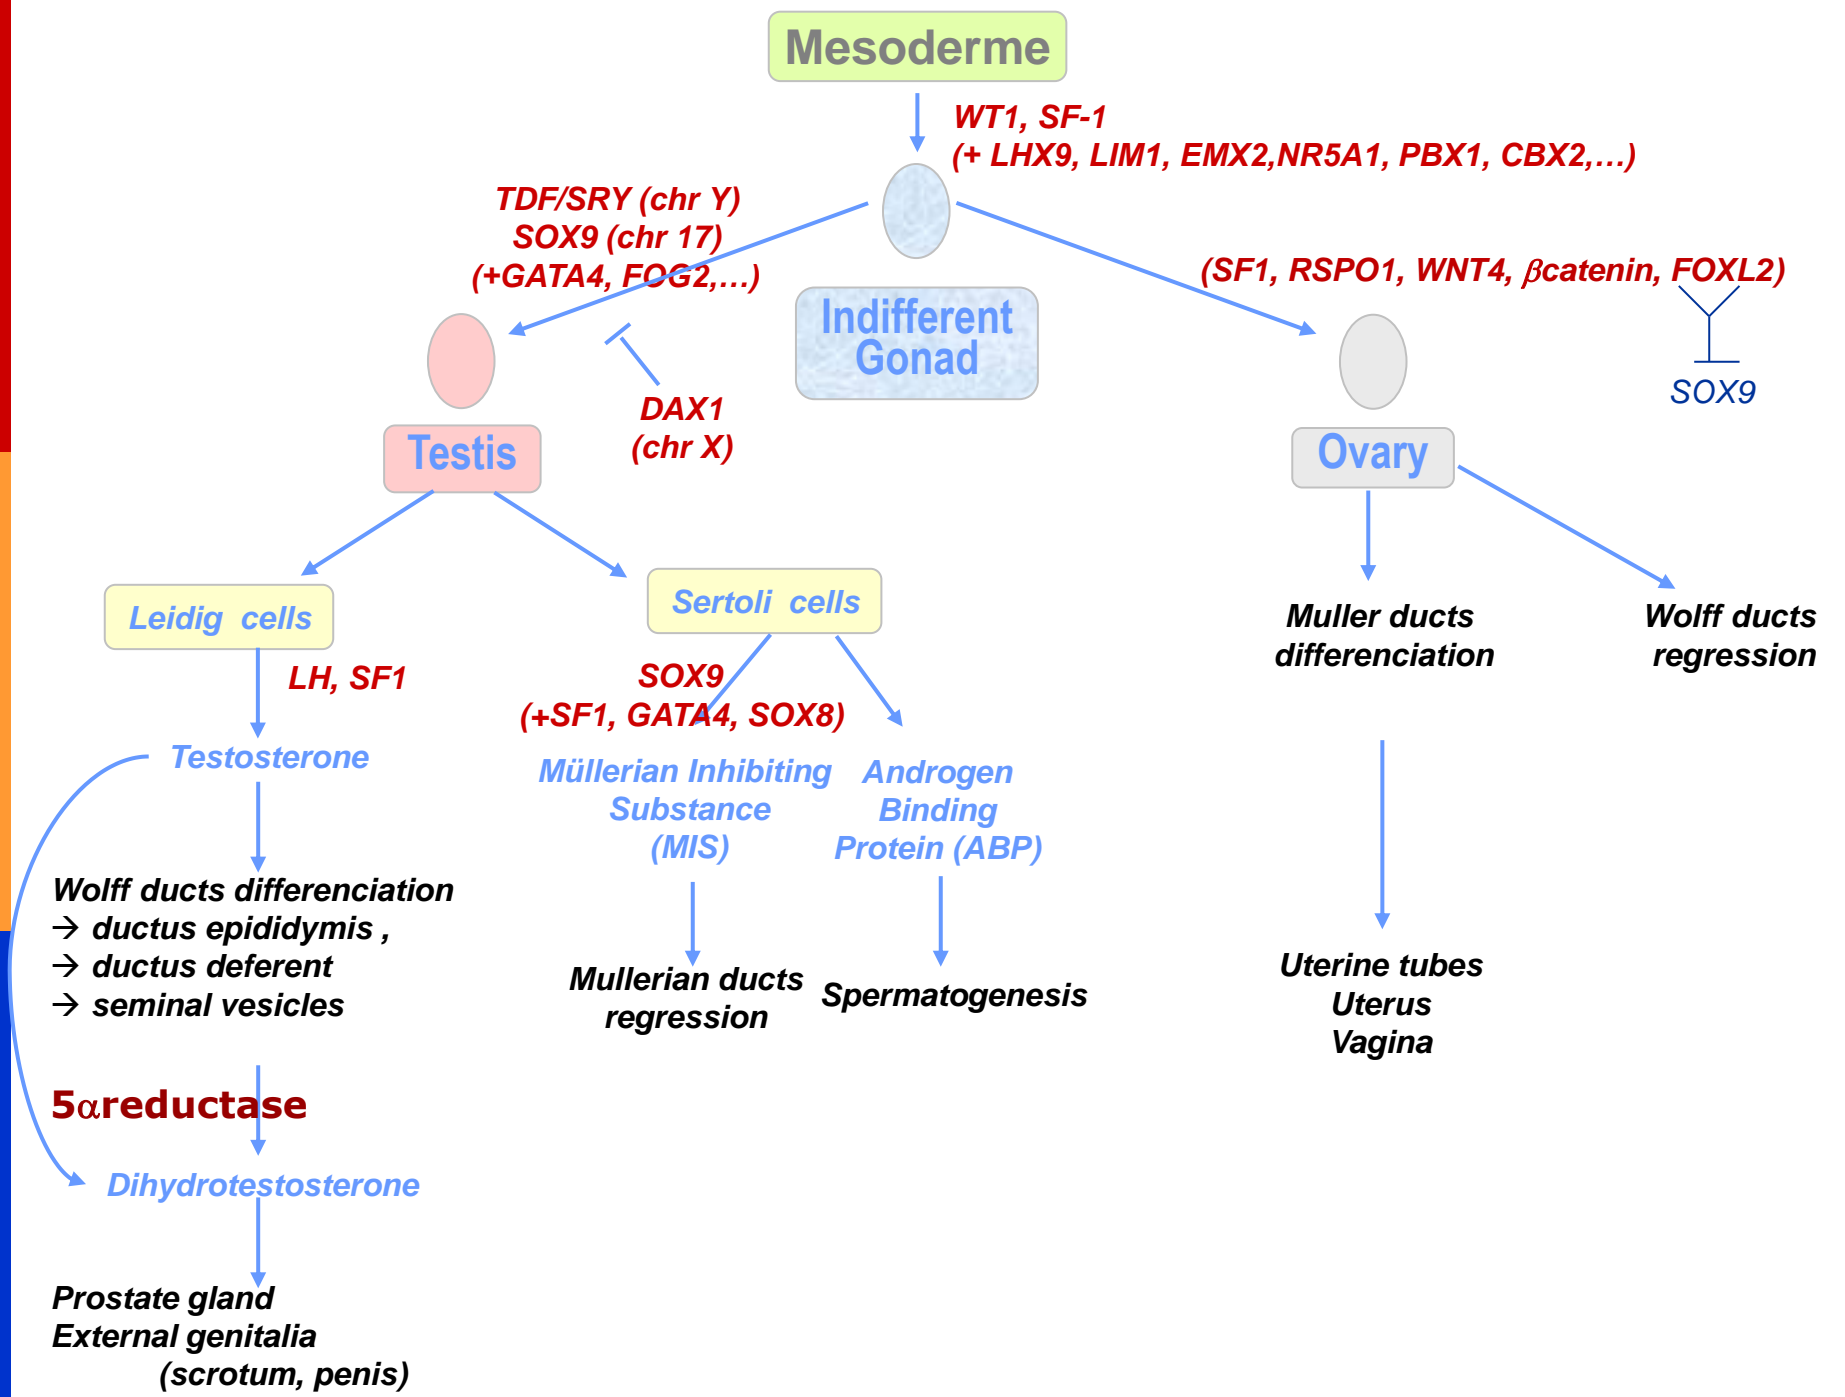 Mesoderme
WT1, SF-1
(+ LHX9, LIM1, EMX2,NR5A1, PBX1, CBX2,...)
TDF/SRY (chr Y)
SOX9 (chr 17)
(+GATA4, FOG2,...)
(SF1, RSPO1, WNT4, βcatenin, FOXL2)
Indifferent
Gonad
SOX9
DAX1
(chr X)
Testis
Ovary
Leidig cells
Sertoli cells
Muller ducts
differenciation
Wolff ducts
regression
LH, SF1
SOX9
(+SF1, GATA4, SOX8)
Testosterone
Müllerian Inhibiting
Substance
(MIS)
Androgen
Binding
Protein (ABP)
Wolff ducts differenciation
→ ductus epididymis ,
→ ductus deferent
→ seminal vesicles
Mullerian ducts
regression
Spermatogenesis
Uterine tubes
Uterus
Vagina
5αreductase
Dihydrotestosterone
Prostate gland
External genitalia
(scrotum, penis)